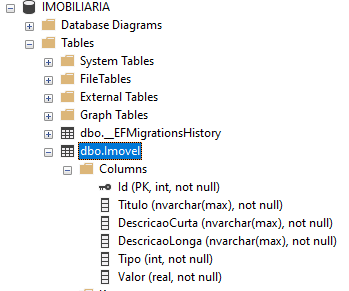 IMOBILIARIA
Database Diagrams
Tables
System Tables
FileTables
External Tables
Graph Tables
dbo.__EFMigrationsHistory
dbo.Imovel
Columns
Id (PK, int, not null)
Titulo (nvarchar(max), not null)
DescricaoCurta (nvarchar(max), not null)
DescricaoLonga (nvarchar(max), not null)
Tipo (int, not null)
Valor (real, not null)